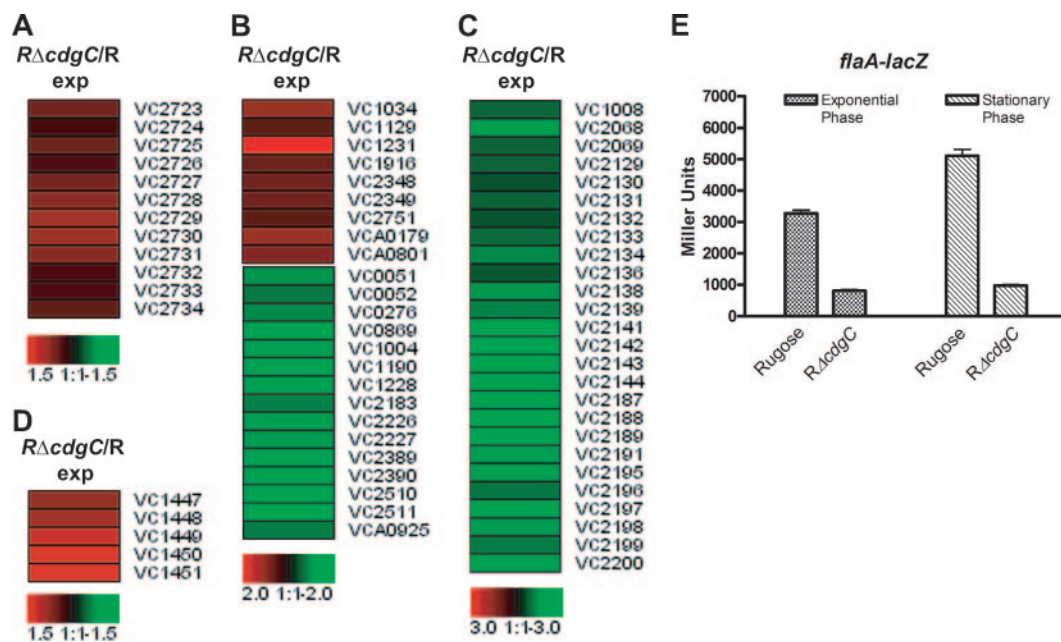 A
RΔcdgC/R
exp
VC2723
VC2724
VC2725
VC2726
VC2727
VC2728
VC2729
VC2730
VC2731
VC2732
VC2733
VC2734
1.5 1:1-1.5
B
RΔcdgC/R
exp
VC1034
VC1129
VC1231
VC1916
VC2348
VC2349
VC2751
VCA0179
VCA0801
VC0051
VC0052
VC0276
VC0869
VC1004
VC1190
VC1228
VC2183
VC2226
VC2227
VC2389
VC2390
VC2510
VC2511
VCA0925
2.0 1:1-2.0
C
RΔcdgC/R
exp
VC1008
VC2068
VC2069
VC2129
VC2130
VC2131
VC2132
VC2133
VC2134
VC2136
VC2138
VC2139
VC2141
VC2142
VC2143
VC2144
VC2187
VC2188
VC2189
VC2191
VC2195
VC2196
VC2197
VC2198
VC2199
VC2200
3.0 1:1-3.0
D
RΔcdgC/R
exp
VC1447
VC1448
VC1449
VC1450
VC1451
1.5 1:1-1.5
E
flaA-lacZ
Exponential
Phase
Stationary
Phase
Miller Units
7000
6000
5000
4000
3000
2000
1000
0
Rugose
RΔcdgC
Rugose
RΔcdgC